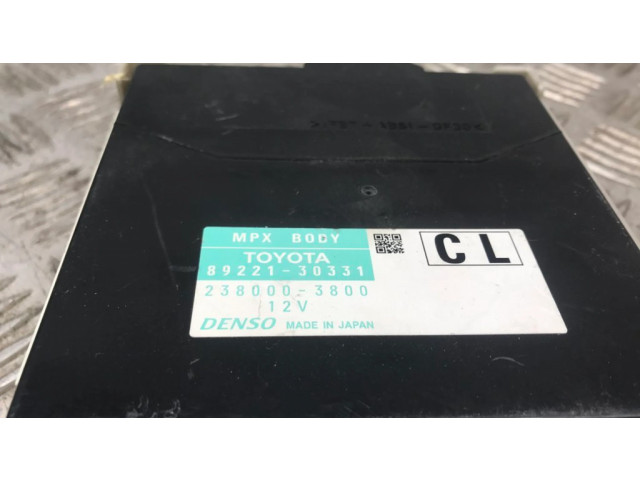 MPX BODY
TOYOTA
89221-30331
238000-3800
12V
DENSO MADE IN JAPAN
CL